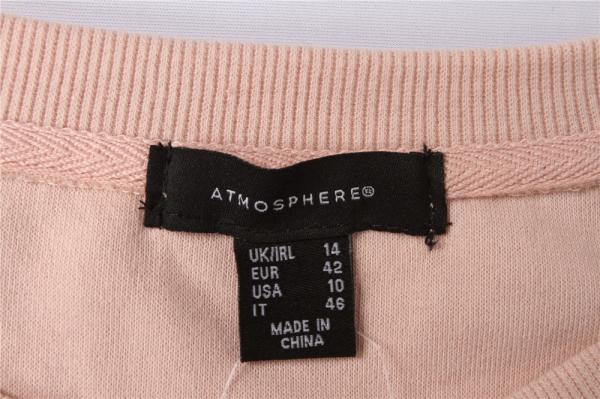 ATMOSPHERE®
UK/IRL 14
EUR 42
USA 10
IT 46
MADE IN
CHINA